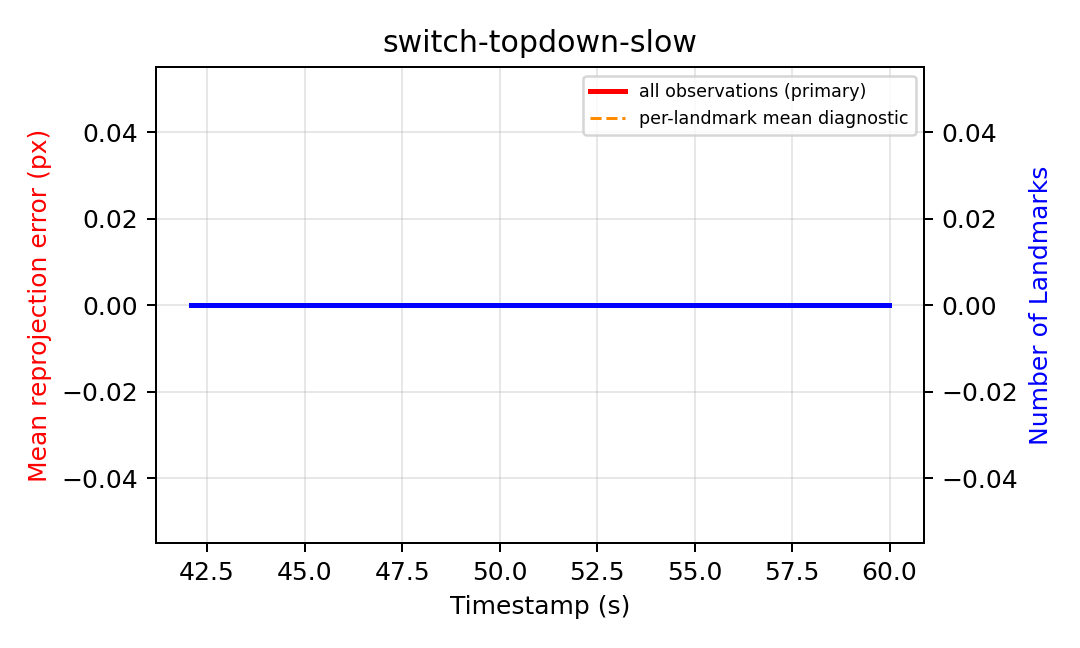 switch-topdown-slow
all observations (primary)
per-landmark mean diagnostic
Mean reprojection error (px)
0.04
0.02
0.00
−0.02
−0.04
0.04
0.02
0.00
−0.02
−0.04
Number of Landmarks
42.5 45.0 47.5 50.0 52.5 55.0 57.5 60.0
Timestamp (s)